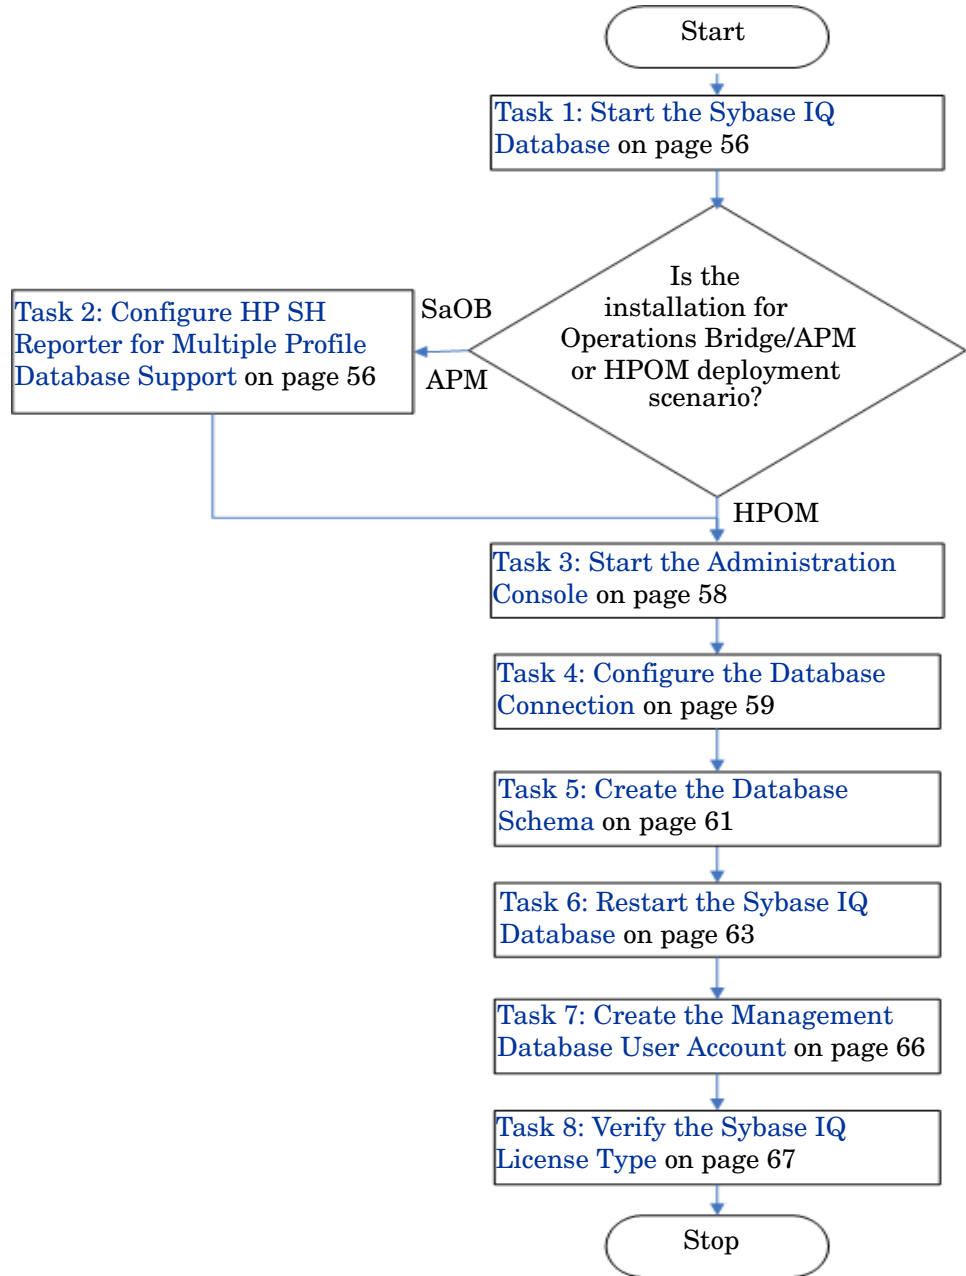 Start
Task 1: Start the Sybase IQ
Database on page 56
Is the
installation for
Operations Bridge/APM
or HPOM deployment
scenario?
SaOB
APM
Task 2: Configure HP SH
Reporter for Multiple Profile
Database Support on page 56
HPOM
Task 3: Start the Administration
Console on page 58
Task 4: Configure the Database
Connection on page 59
Task 5: Create the Database
Schema on page 61
Task 6: Restart the Sybase IQ
Database on page 63
Task 7: Create the Management
Database User Account on page 66
Task 8: Verify the Sybase IQ
License Type on page 67
Stop